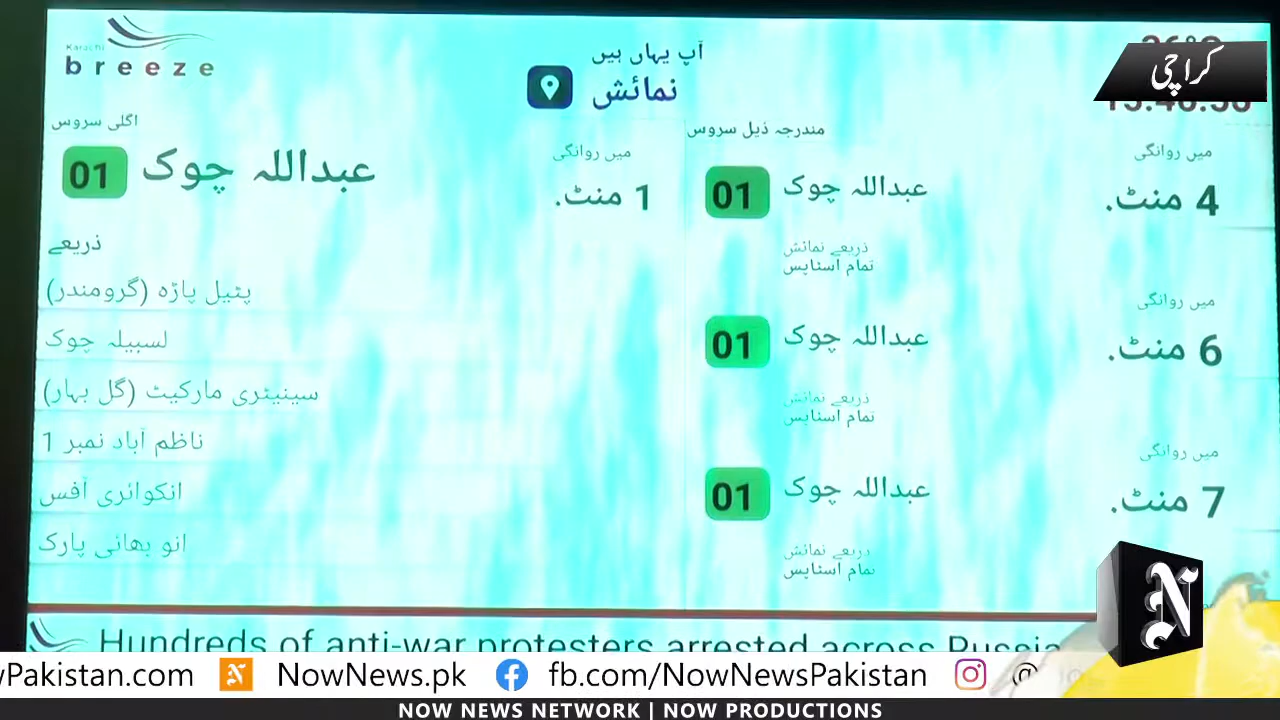 Karachi
breeze
آپ یہاں ہیں
نمائش
کراچی
اگلی سروس
01 عبداللہ چوک
میں روانگی
1 منٹ.
ذریعے
پٹیل پاڑہ (گرومندر)
لسبیلہ چوک
سینیٹری مارکیٹ (گل بہار)
ناظم آباد نمبر 1
انکوائری آفس
انو بھائی پارک
مندرجہ ذیل سروس
میں روانگی
01 عبداللہ چوک
4 منٹ.
ذریعے نمائش
تمام اسٹاپس
میں روانگی
01 عبداللہ چوک
6 منٹ.
ذریعے نمائش
تمام اسٹاپس
میں روانگی
01 عبداللہ چوک
7 منٹ.
ذریعے نمائش
تمام اسٹاپس
Hundreds of anti-war protesters arrested across Russia
N
wPakistan.com N NowNews.pk fb.com/NowNewsPakistan @
NOW NEWS NETWORK | NOW PRODUCTIONS